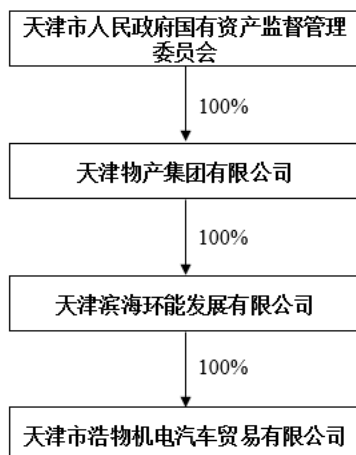 天津市人民政府国有资产监督管理
委员会
100%
天津物产集团有限公司
100%
天津滨海环能发展有限公司
100%
天津市浩物机电汽车贸易有限公司